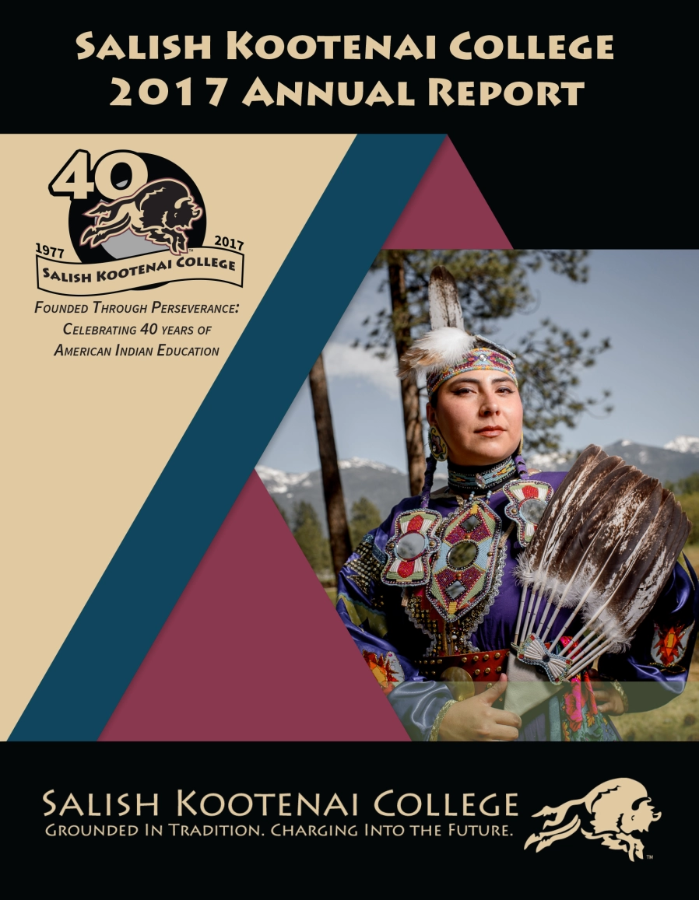 SALISH KOOTENAI COLLEGE
2017 ANNUAL REPORT
40
1977 2017
SALISH KOOTENAI COLLEGE
FOUNDED THROUGH PERSEVERANCE:
CELEBRATING 40 YEARS OF
AMERICAN INDIAN EDUCATION
SALISH KOOTENAI COLLEGE
GROUNDED IN TRADITION. CHARGING INTO THE FUTURE.
TM